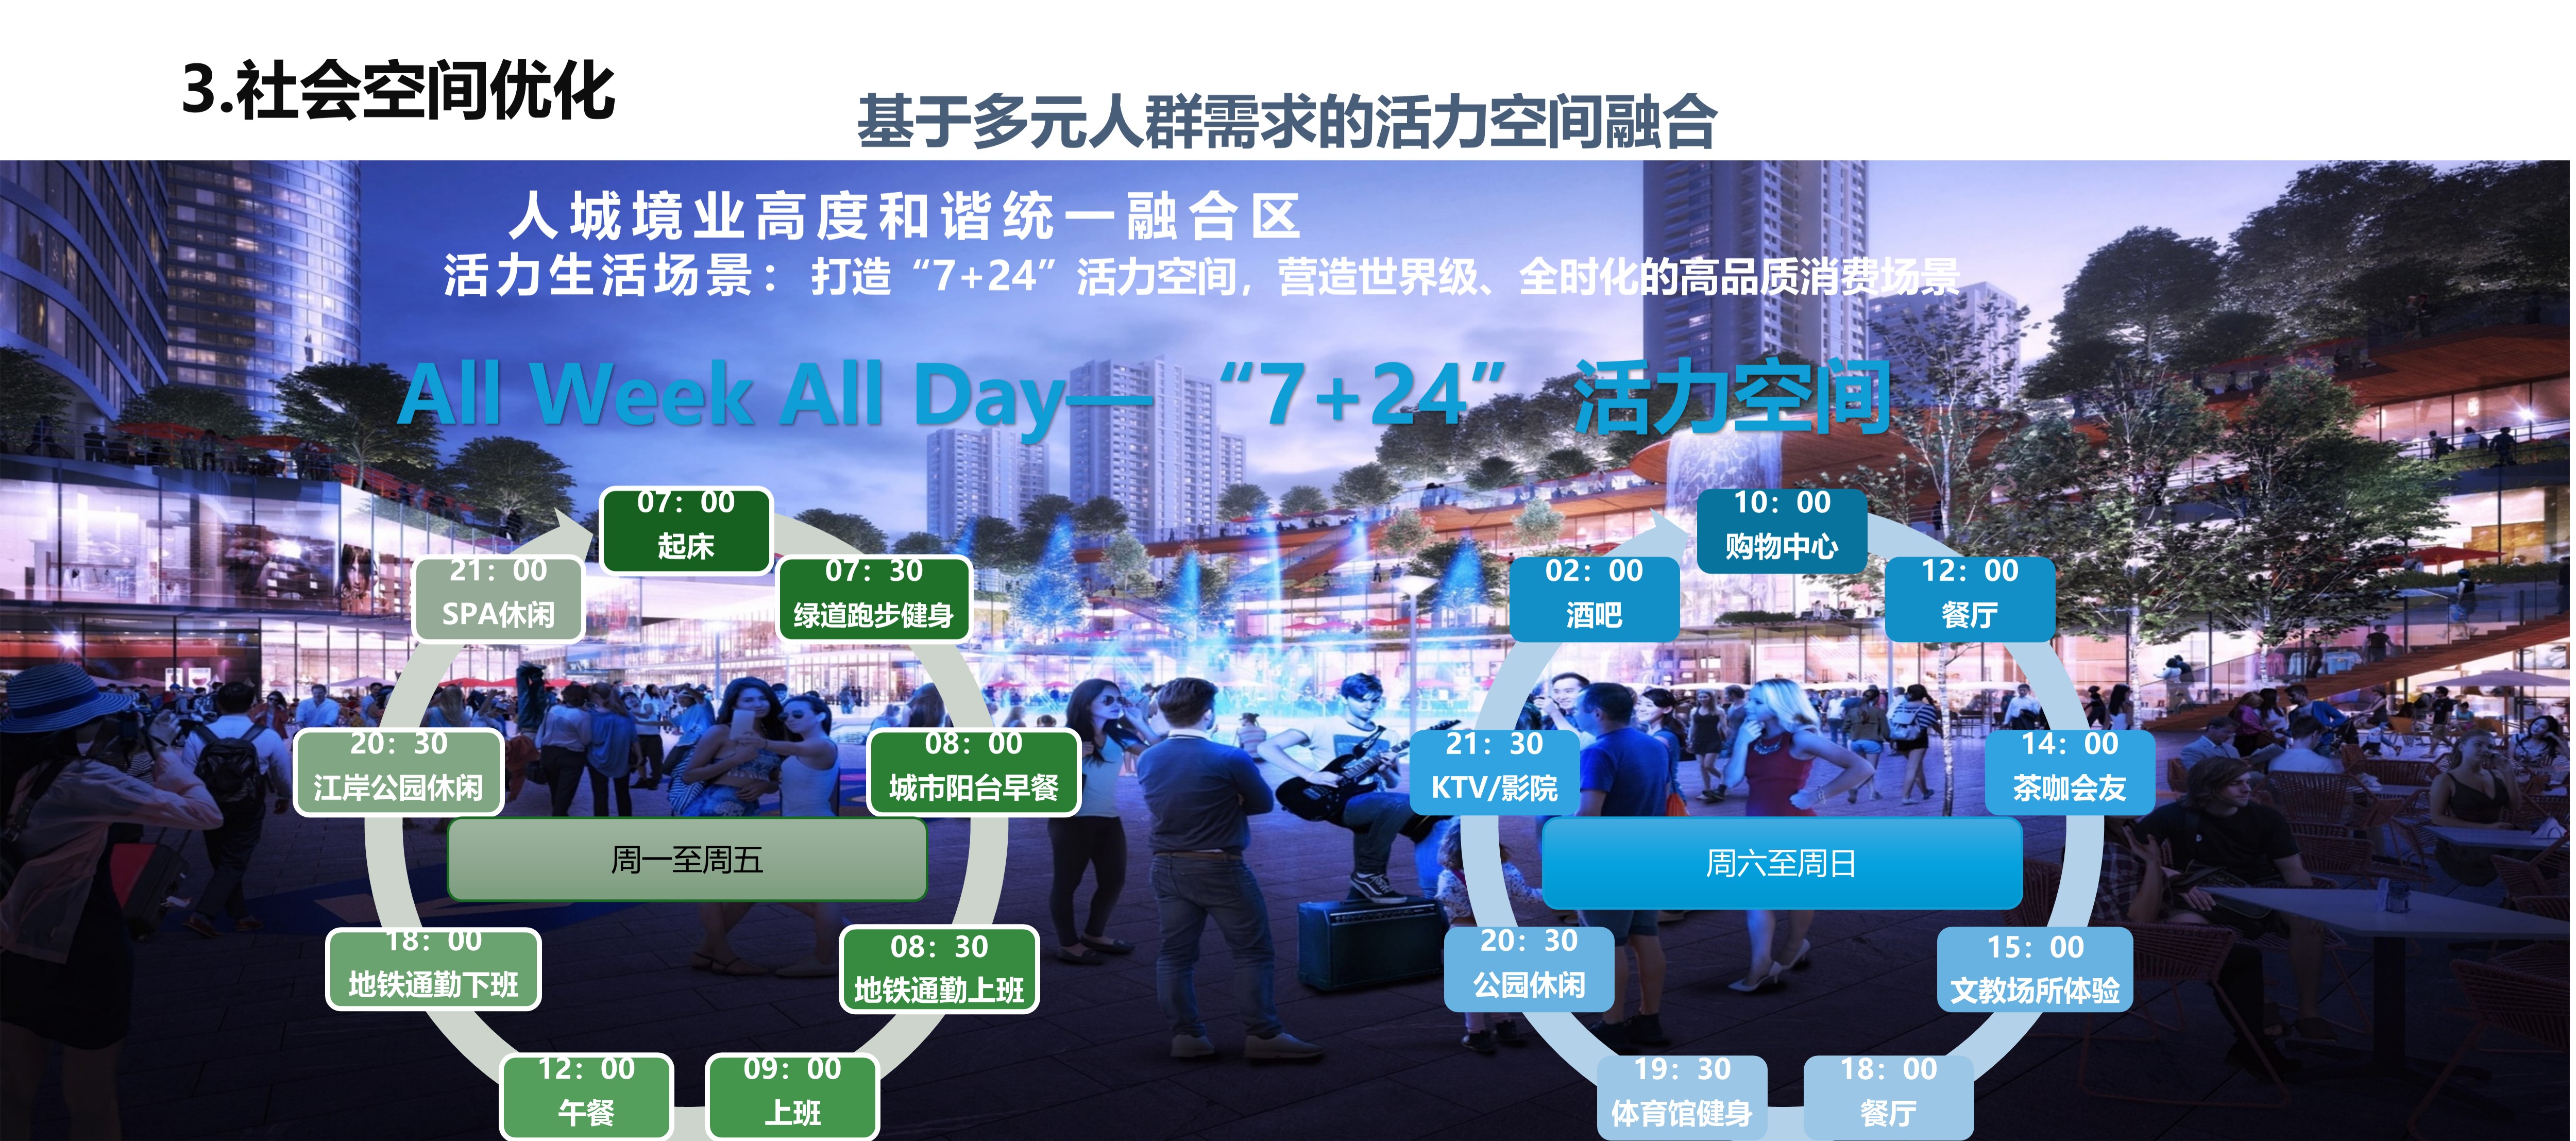 3.社会空间优化
基于多元人群需求的活力空间融合
人城境业高度和谐统一融合区
活力生活场景：打造“7+24”活力空间，营造世界级、全时化的高品质消费场景
All Week All Day—“7+24”活力空间
07：00
起床
07：30
绿道跑步健身
08：00
城市阳台早餐
08：30
地铁通勤上班
09：00
上班
12：00
午餐
18：00
地铁通勤下班
20：30
江岸公园休闲
21：00
SPA休闲
周一至周五
10：00
购物中心
12：00
餐厅
14：00
茶咖会友
15：00
文教场所体验
18：00
餐厅
19：30
体育馆健身
20：30
公园休闲
21：30
KTV/影院
02：00
酒吧
周六至周日